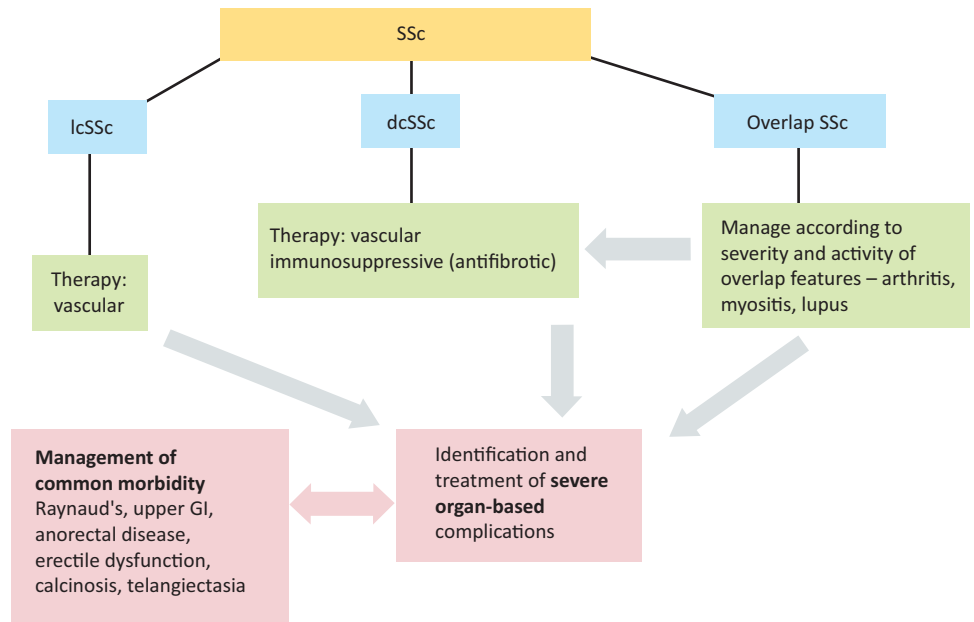 SSc
lcSSc
dcSSc
Overlap SSc
Therapy:
vascular
Therapy: vascular
immunosuppressive (antifibrotic)
Manage according to
severity and activity of
overlap features – arthritis,
myositis, lupus
Management of
common morbidity
Raynaud's, upper GI,
anorectal disease,
erectile dysfunction,
calcinosis, telangiectasia
Identification and
treatment of severe
organ-based
complications